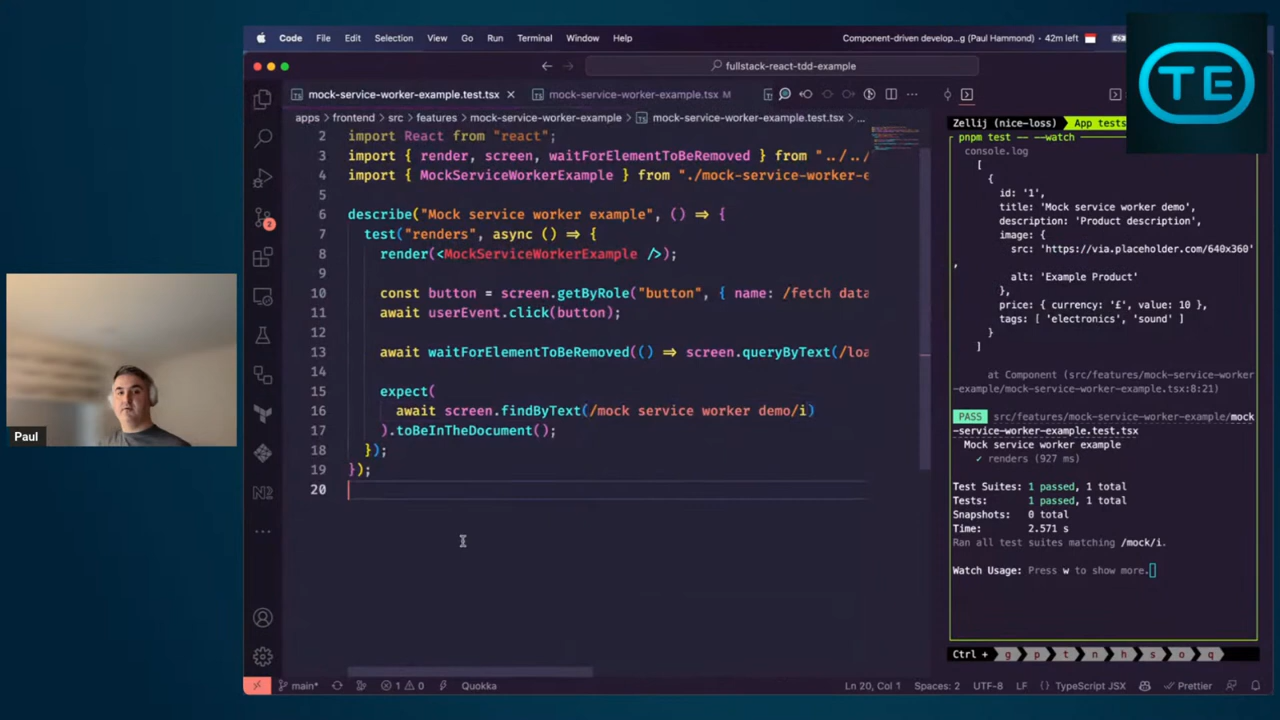 Code File Edit Selection View Go Run Terminal Window Help
Component-driven develop...g (Paul Hammond) · 42m left
TE
fullstack-react-tdd-example
mock-service-worker-example.test.tsx
mock-service-worker-example.tsx M
apps > frontend > src > features > mock-service-worker-example > mock-service-worker-example.test.tsx > ...
2 import React from "react";
3 import { render, screen, waitForElementToBeRemoved } from "../../
4 import { MockServiceWorkerExample } from "./mock-service-worker-e
5
6 describe("Mock service worker example", () => {
7 test("renders", async () => {
8 render(<MockServiceWorkerExample />);
9
10 const button = screen.getByRole("button", { name: /fetch data
11 await userEvent.click(button);
12
13 await waitForElementToBeRemoved(() => screen.queryByText(/loa
14
15 expect(
16 await screen.findByText(/mock service worker demo/i)
17 ).toBeInTheDocument();
18 });
19 });
20
Zellij (nice-loss) App tests
pnpm test -- --watch
console.log
[
{
id: '1',
title: 'Mock service worker demo',
description: 'Product description',
image: {
src: 'https://via.placeholder.com/640x360'
,
alt: 'Example Product'
},
price: { currency: '£', value: 10 },
tags: [ 'electronics', 'sound' ]
}
]
at Component (src/features/mock-service-worker
-example/mock-service-worker-example.tsx:8:21)
PASS src/features/mock-service-worker-example/mock
-service-worker-example.test.tsx
Mock service worker example
✓ renders (927 ms)
Test Suites: 1 passed, 1 total
Tests: 1 passed, 1 total
Snapshots: 0 total
Time: 2.571 s
Ran all test suites matching /mock/i.
Watch Usage: Press w to show more.
Ctrl + g p t n h s o q
Paul
2
main*
1 0
Quokka
Ln 20, Col 1 Spaces: 2 UTF-8 LF {} TypeScript JSX Prettier